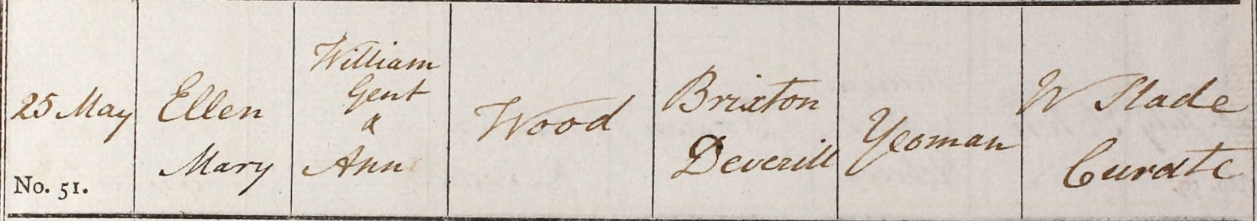 25 May
No. 51.
Ellen
Mary
William
Gent
&
Ann
Wood
Brixton
Deverill
Yeoman
W Slade
Curate